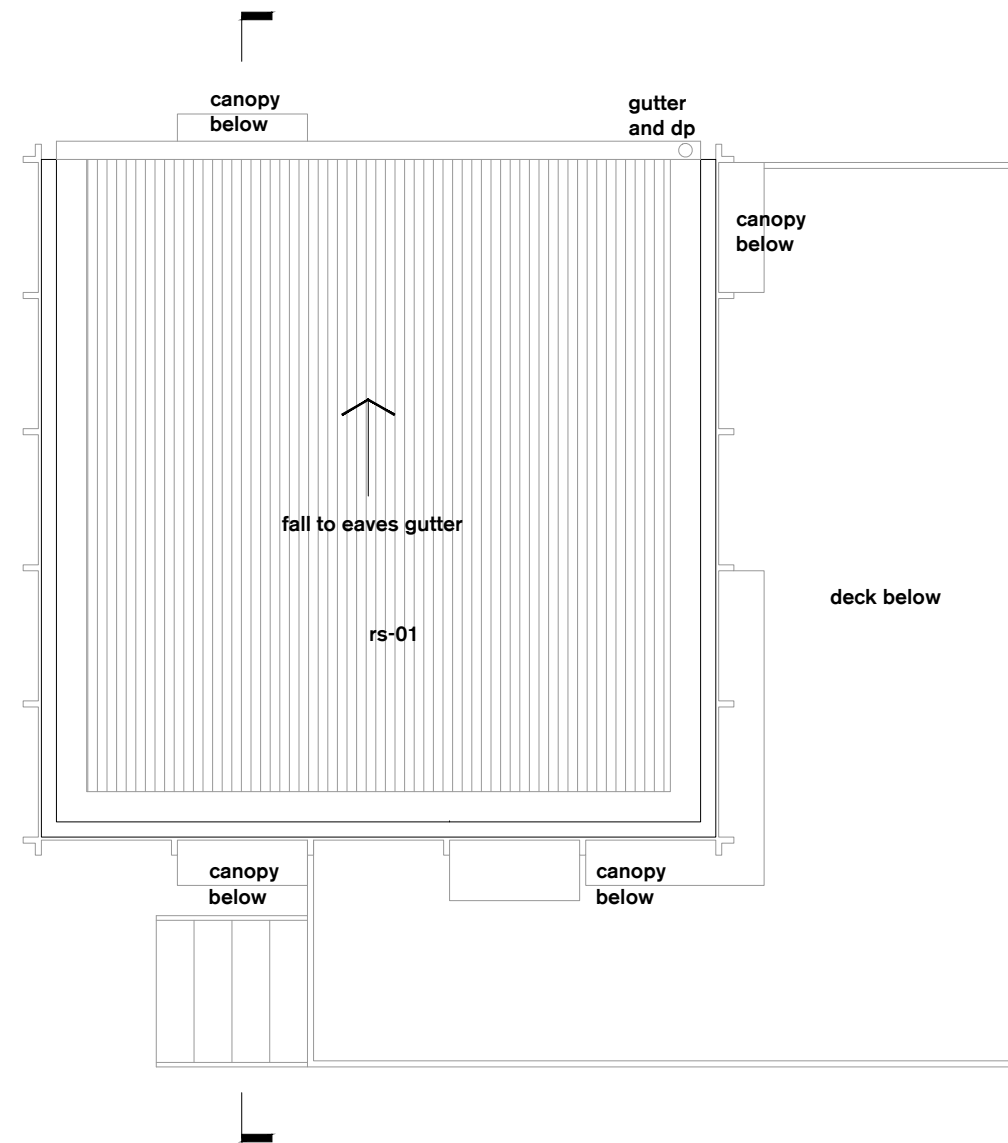 canopy
below
gutter
and dp
canopy
below
fall to eaves gutter
deck below
rs-01
canopy
below
canopy
below